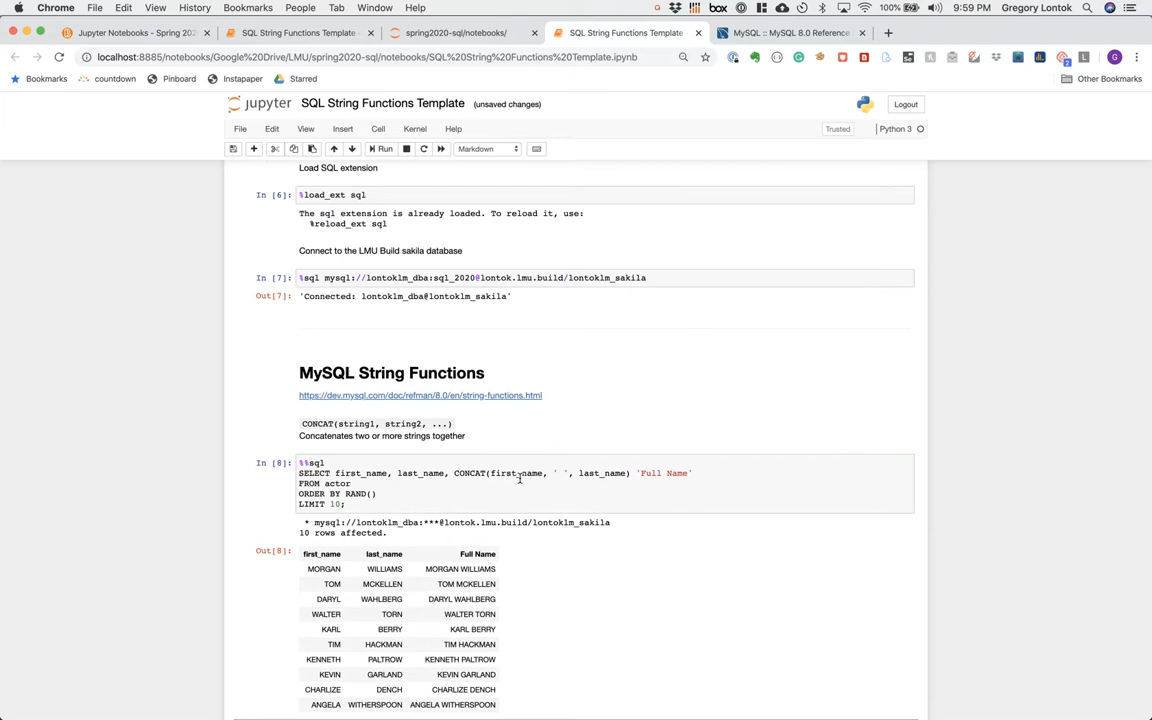 Chrome File Edit View History Bookmarks People Tab Window Help box 100% 9:59 PM Gregory Lontok
Jupyter Notebooks - Spring 202 SQL String Functions Template - spring2020-sql/notebooks/ SQL String Functions Template MySQL :: MySQL 8.0 Reference
localhost:8885/notebooks/Google%20Drive/LMU/spring2020-sql/notebooks/SQL%20String%20Functions%20Template.ipynb
Bookmarks countdown Pinboard Instapaper Starred Other Bookmarks
jupyter SQL String Functions Template (unsaved changes) Logout
File Edit View Insert Cell Kernel Help Trusted Python 3
Run Markdown
Load SQL extension
In [6]: %load_ext sql
The sql extension is already loaded. To reload it, use:
%reload_ext sql
Connect to the LMU Build sakila database
In [7]: %sql mysql://lontoklm_dba:sql_2020@lontok.lmu.build/lontoklm_sakila
Out[7]: 'Connected: lontoklm_dba@lontoklm_sakila'
MySQL String Functions
https://dev.mysql.com/doc/refman/8.0/en/string-functions.html
CONCAT(string1, string2, ...)
Concatenates two or more strings together
In [8]: %%sql
SELECT first_name, last_name, CONCAT(first_name, ' ', last_name) 'Full Name'
FROM actor
ORDER BY RAND()
LIMIT 10;
* mysql://lontoklm_dba:***@lontok.lmu.build/lontoklm_sakila
10 rows affected.
Out[8]: first_name last_name Full Name
MORGAN WILLIAMS MORGAN WILLIAMS
TOM MCKELLEN TOM MCKELLEN
DARYL WAHLBERG DARYL WAHLBERG
WALTER TORN WALTER TORN
KARL BERRY KARL BERRY
TIM HACKMAN TIM HACKMAN
KENNETH PALTROW KENNETH PALTROW
KEVIN GARLAND KEVIN GARLAND
CHARLIZE DENCH CHARLIZE DENCH
ANGELA WITHERSPOON ANGELA WITHERSPOON